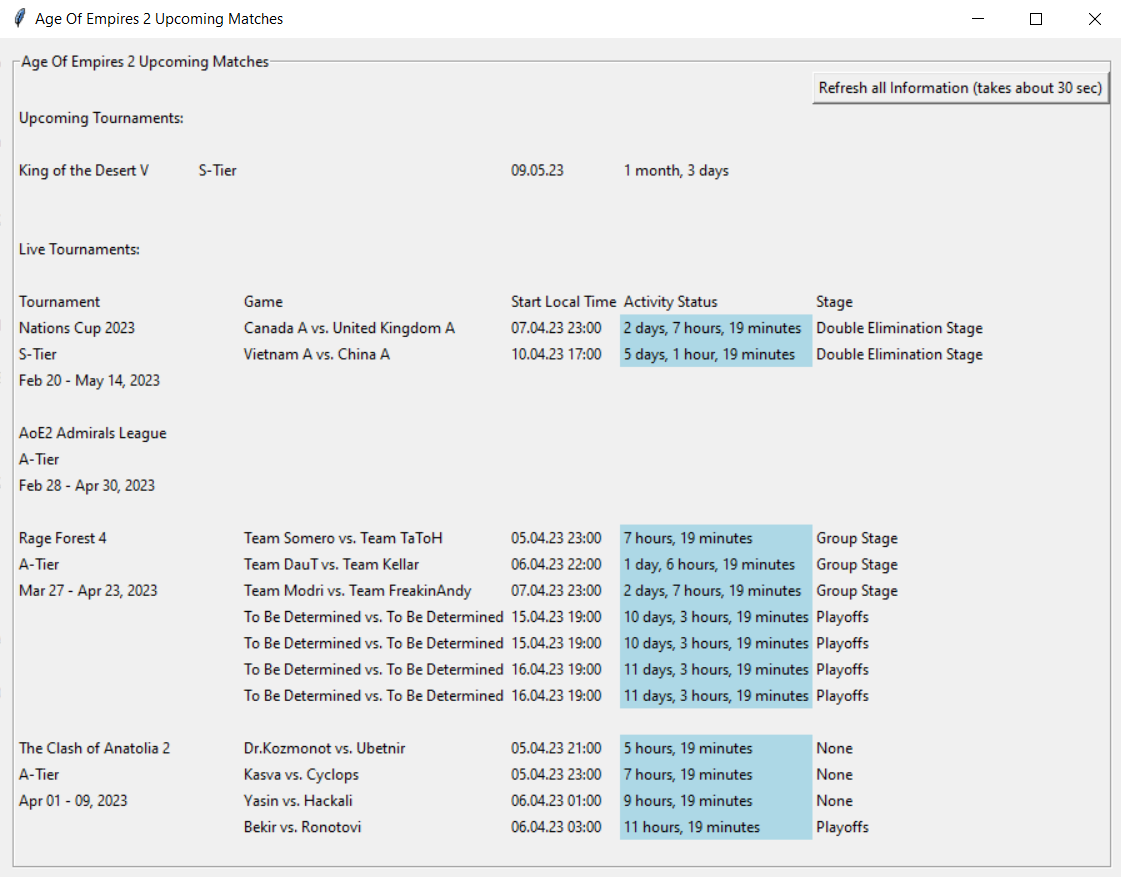 Age Of Empires 2 Upcoming Matches
Age Of Empires 2 Upcoming Matches
Refresh all Information (takes about 30 sec)
Upcoming Tournaments:
King of the Desert V S-Tier 09.05.23 1 month, 3 days
Live Tournaments:
Tournament Game Start Local Time Activity Status Stage
Nations Cup 2023 Canada A vs. United Kingdom A 07.04.23 23:00 2 days, 7 hours, 19 minutes Double Elimination Stage
S-Tier Vietnam A vs. China A 10.04.23 17:00 5 days, 1 hour, 19 minutes Double Elimination Stage
Feb 20 - May 14, 2023
AoE2 Admirals League
A-Tier
Feb 28 - Apr 30, 2023
Rage Forest 4 Team Somero vs. Team TaToH 05.04.23 23:00 7 hours, 19 minutes Group Stage
A-Tier Team DauT vs. Team Kellar 06.04.23 22:00 1 day, 6 hours, 19 minutes Group Stage
Mar 27 - Apr 23, 2023 Team Modri vs. Team FreakinAndy 07.04.23 23:00 2 days, 7 hours, 19 minutes Group Stage
To Be Determined vs. To Be Determined 15.04.23 19:00 10 days, 3 hours, 19 minutes Playoffs
To Be Determined vs. To Be Determined 15.04.23 19:00 10 days, 3 hours, 19 minutes Playoffs
To Be Determined vs. To Be Determined 16.04.23 19:00 11 days, 3 hours, 19 minutes Playoffs
To Be Determined vs. To Be Determined 16.04.23 19:00 11 days, 3 hours, 19 minutes Playoffs
The Clash of Anatolia 2 Dr.Kozmonot vs. Ubetnir 05.04.23 21:00 5 hours, 19 minutes None
A-Tier Kasva vs. Cyclops 05.04.23 23:00 7 hours, 19 minutes None
Apr 01 - 09, 2023 Yasin vs. Hackali 06.04.23 01:00 9 hours, 19 minutes None
Bekir vs. Ronotovi 06.04.23 03:00 11 hours, 19 minutes Playoffs